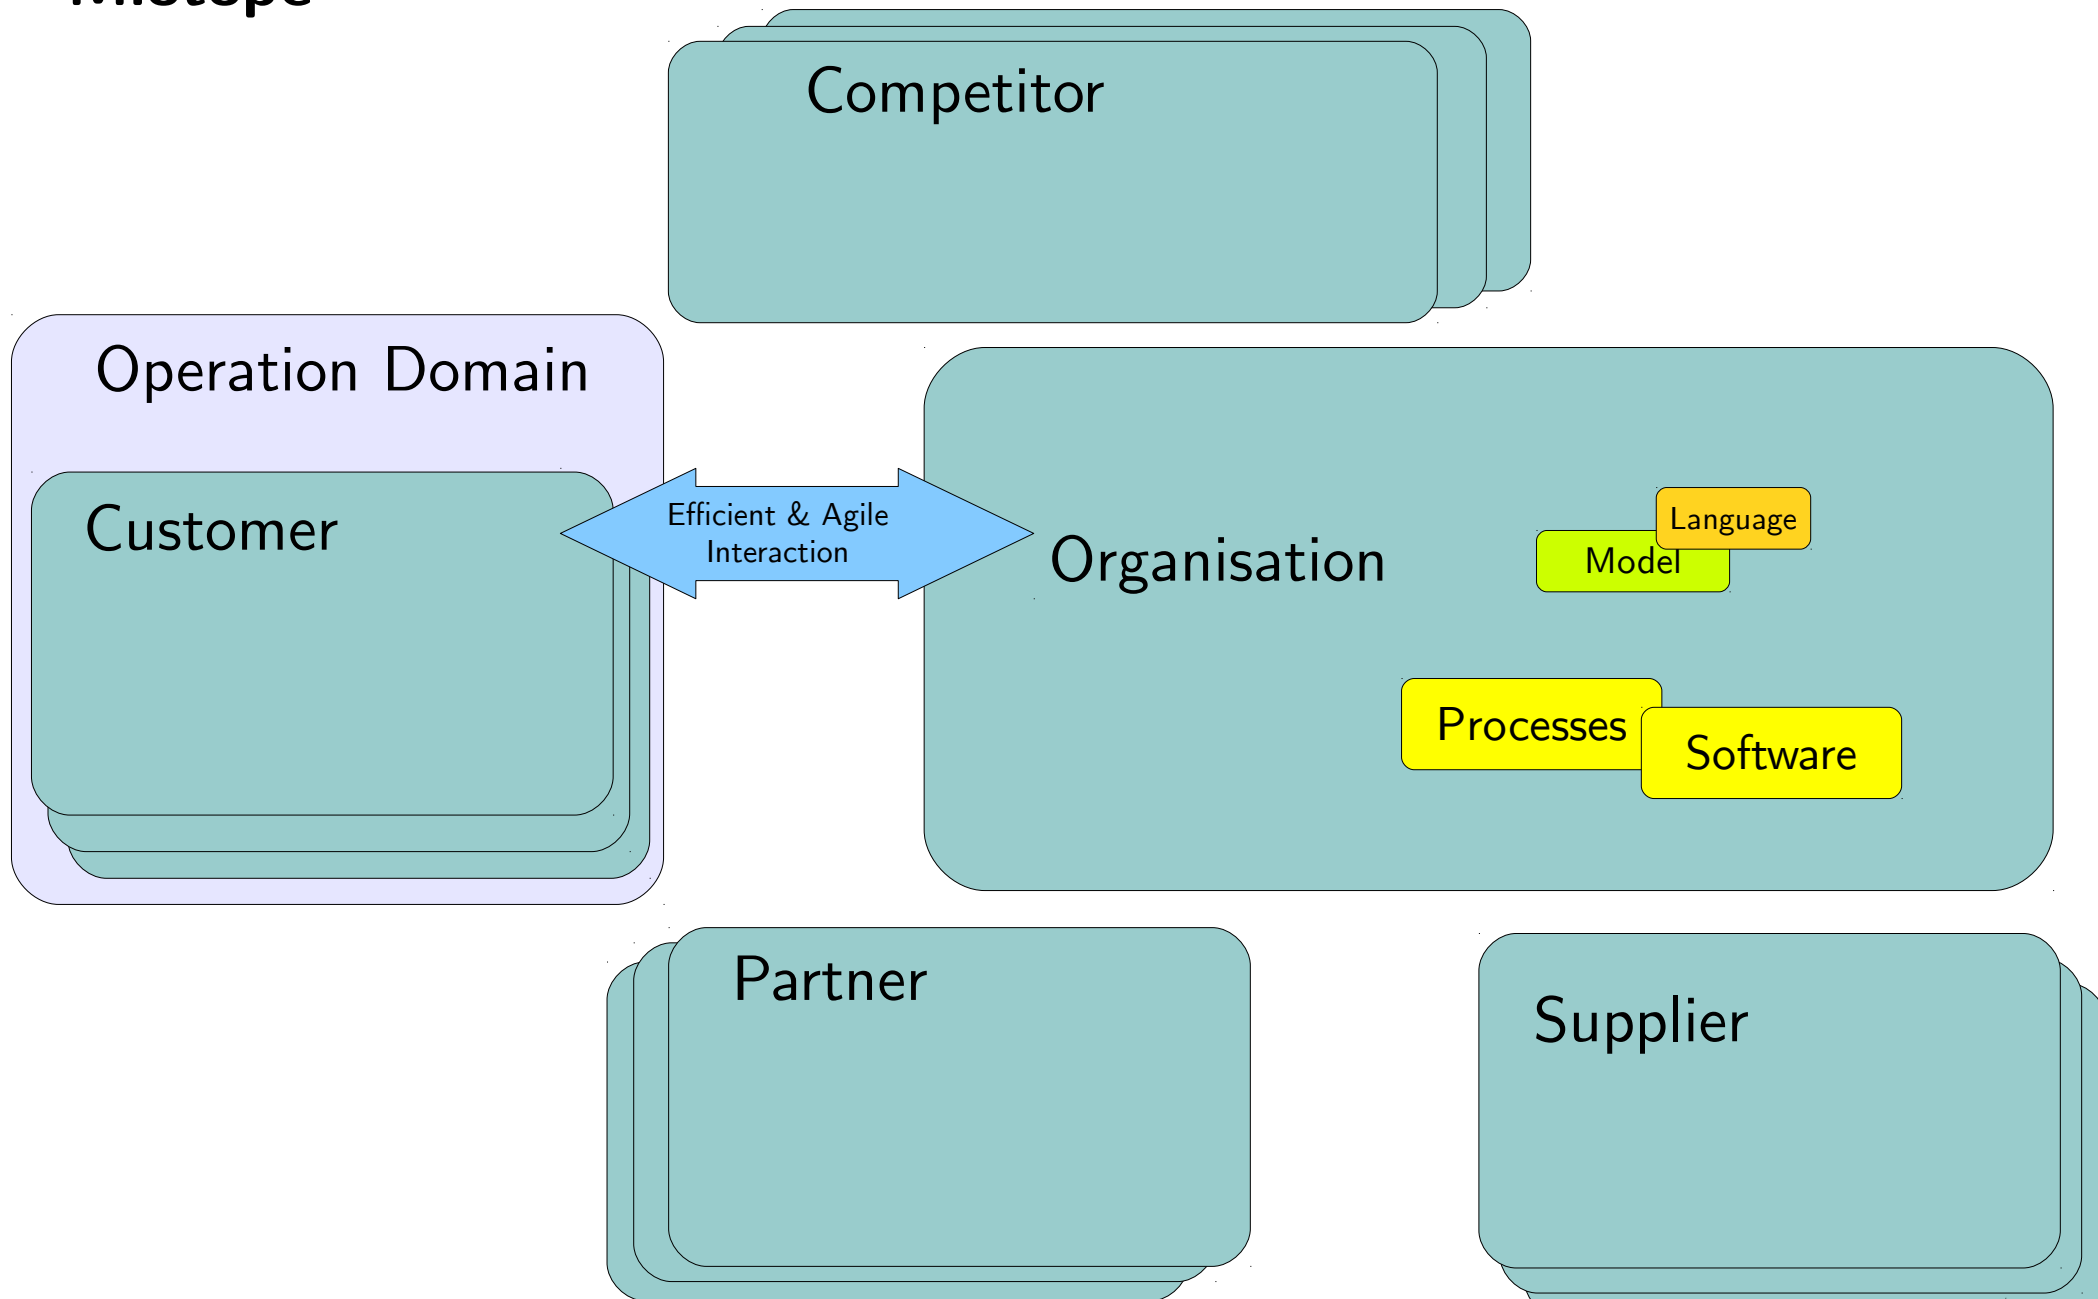 Competitor
Operation Domain
Customer
Efficient & Agile
Interaction
Organisation
Language
Model
Processes
Software
Partner
Supplier